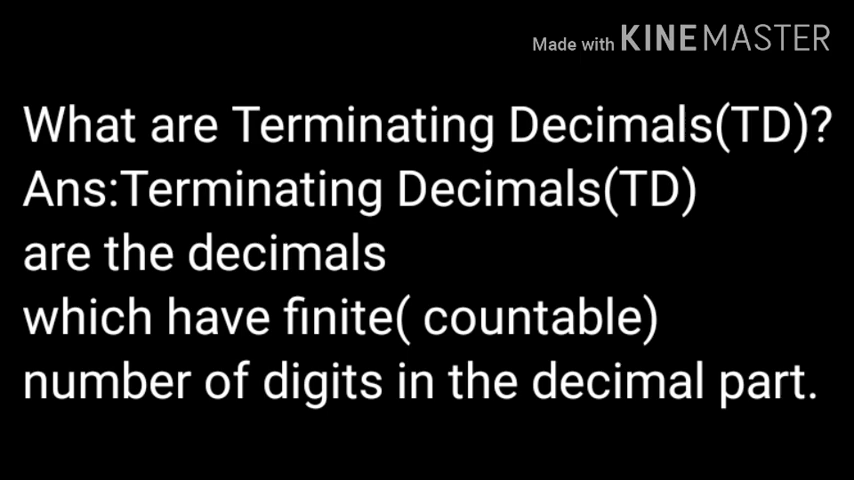 Made with KINEMASTER
What are Terminating Decimals(TD)?
Ans:Terminating Decimals(TD)
are the decimals
which have finite( countable)
number of digits in the decimal part.